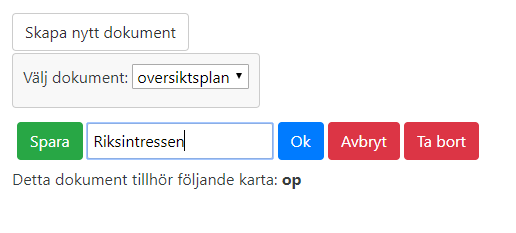 Skapa nytt dokument
Välj dokument: oversiktsplan
Spara Riksintressen Ok Avbryt Ta bort
Detta dokument tillhör följande karta: op